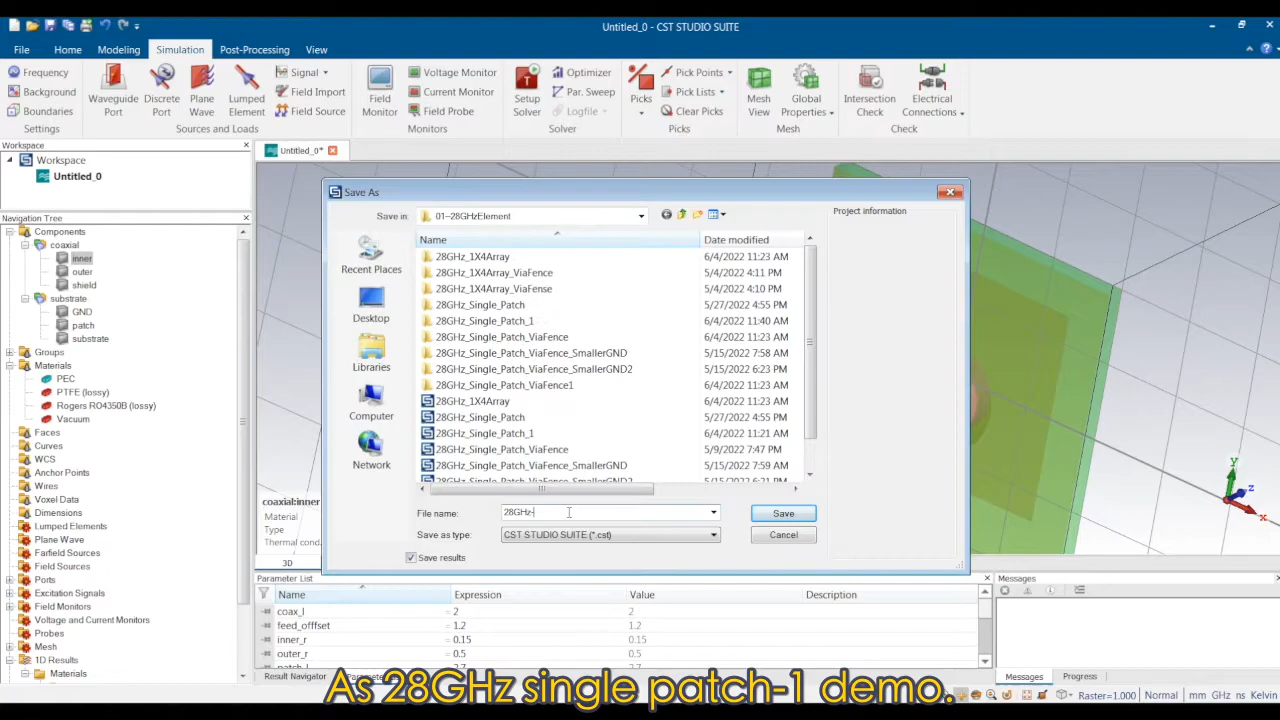 Untitled_0 - CST STUDIO SUITE
File Home Modeling Simulation Post-Processing View
Frequency
Background
Boundaries
Settings
Waveguide Port
Discrete Port
Plane Wave
Lumped Element
Signal
Field Import
Field Source
Sources and Loads
Field Monitor
Voltage Monitor
Current Monitor
Field Probe
Monitors
Setup Solver
Optimizer
Par. Sweep
Logfile
Solver
Picks
Pick Points
Pick Lists
Clear Picks
Picks
Mesh View
Global Properties
Mesh
Intersection Check
Electrical Connections
Check
Workspace
Workspace
Untitled_0
Untitled_0*
Navigation Tree
Components
coaxial
inner
outer
shield
substrate
GND
patch
substrate
Groups
Materials
PEC
PTFE (lossy)
Rogers RO4350B (lossy)
Vacuum
Faces
Curves
WCS
Anchor Points
Wires
Voxel Data
Dimensions
Lumped Elements
Plane Wave
Farfield Sources
Field Sources
Ports
Excitation Signals
Field Monitors
Voltage and Current Monitors
Probes
Mesh
1D Results
Materials
Save As
Save in: 01--28GHzElement
Project information
Recent Places
Desktop
Libraries
Computer
Network
Name Date modified
28GHz_1X4Array 6/4/2022 11:23 AM
28GHz_1X4Array_ViaFence 5/4/2022 4:11 PM
28GHz_1X4Array_ViaFense 5/4/2022 4:10 PM
28GHz_Single_Patch 5/27/2022 4:55 PM
28GHz_Single_Patch_1 6/4/2022 11:40 AM
28GHz_Single_Patch_ViaFence 6/4/2022 11:23 AM
28GHz_Single_Patch_ViaFence_SmallerGND 5/15/2022 7:58 AM
28GHz_Single_Patch_ViaFence_SmallerGND2 5/15/2022 6:23 PM
28GHz_Single_Patch_ViaFence1 6/4/2022 11:23 AM
28GHz_1X4Array 6/4/2022 11:23 AM
28GHz_Single_Patch 5/27/2022 4:55 PM
28GHz_Single_Patch_1 6/4/2022 11:21 AM
28GHz_Single_Patch_ViaFence 5/9/2022 7:47 PM
28GHz_Single_Patch_ViaFence_SmallerGND 5/15/2022 7:59 AM
28GHz_Single_Patch_ViaFence_SmallerGND2 5/15/2022 6:21 PM
File name: 28GHz-
Save
Save as type: CST STUDIO SUITE (*.cst)
Cancel
Save results
coaxial:inner
Material
Type
Thermal cond.
3D
y
z
x
Parameter List
Name Expression Value Description
coax_l = 2 2
feed_offfset = 1.2 1.2
inner_r = 0.15 0.15
outer_r = 0.5 0.5
Result Navigator
Messages
Messages Progress
Raster=1.000 Normal mm GHz ns Kelvin
As 28GHz single patch-1 demo.